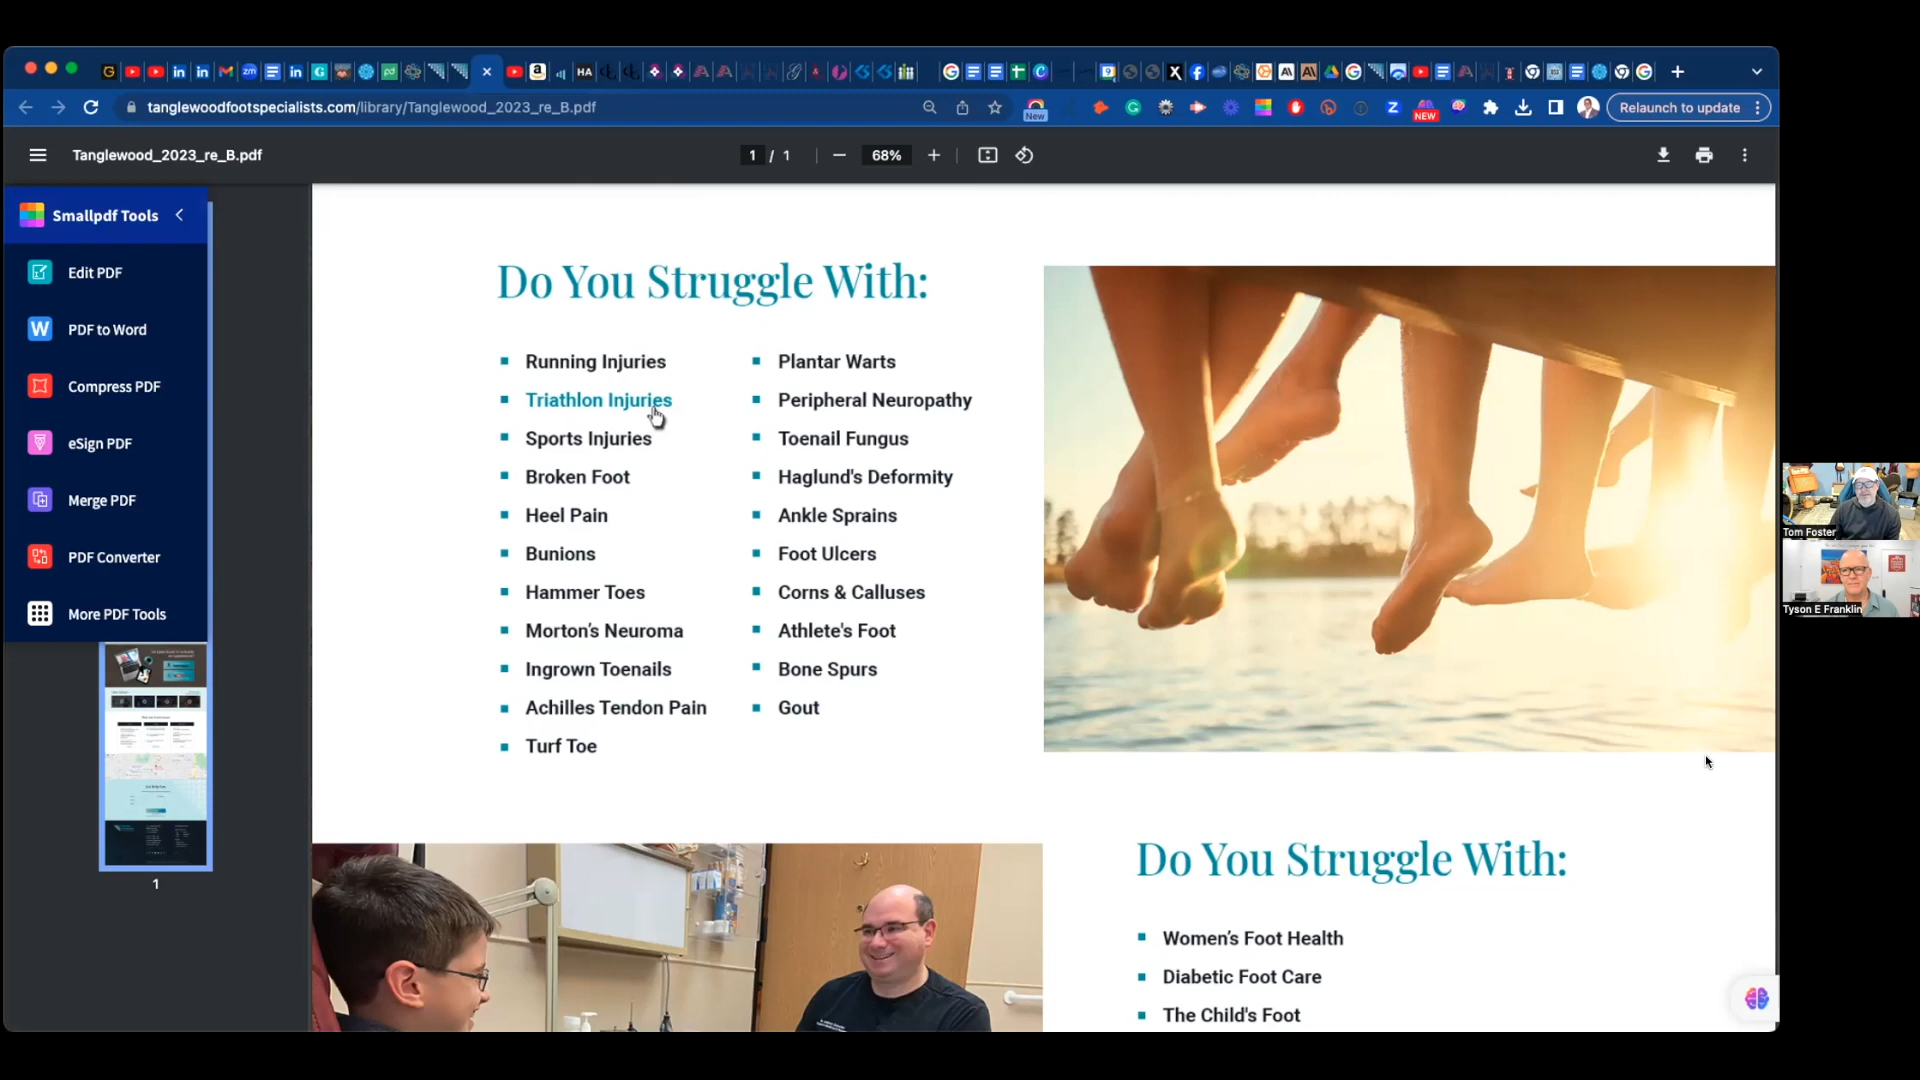 tanglewoodfootspecialists.com/library/Tanglewood_2023_re_B.pdf
New
NEW
Relaunch to update
Tanglewood_2023_re_B.pdf
1 / 1
68%
Smallpdf Tools
Edit PDF
PDF to Word
Compress PDF
eSign PDF
Merge PDF
PDF Converter
More PDF Tools
1
Do You Struggle With:
Running Injuries
Triathlon Injuries
Sports Injuries
Broken Foot
Heel Pain
Bunions
Hammer Toes
Morton’s Neuroma
Ingrown Toenails
Achilles Tendon Pain
Turf Toe
Plantar Warts
Peripheral Neuropathy
Toenail Fungus
Haglund's Deformity
Ankle Sprains
Foot Ulcers
Corns & Calluses
Athlete's Foot
Bone Spurs
Gout
Do You Struggle With:
Women’s Foot Health
Diabetic Foot Care
The Child's Foot
Tom Foster
Tyson E Franklin